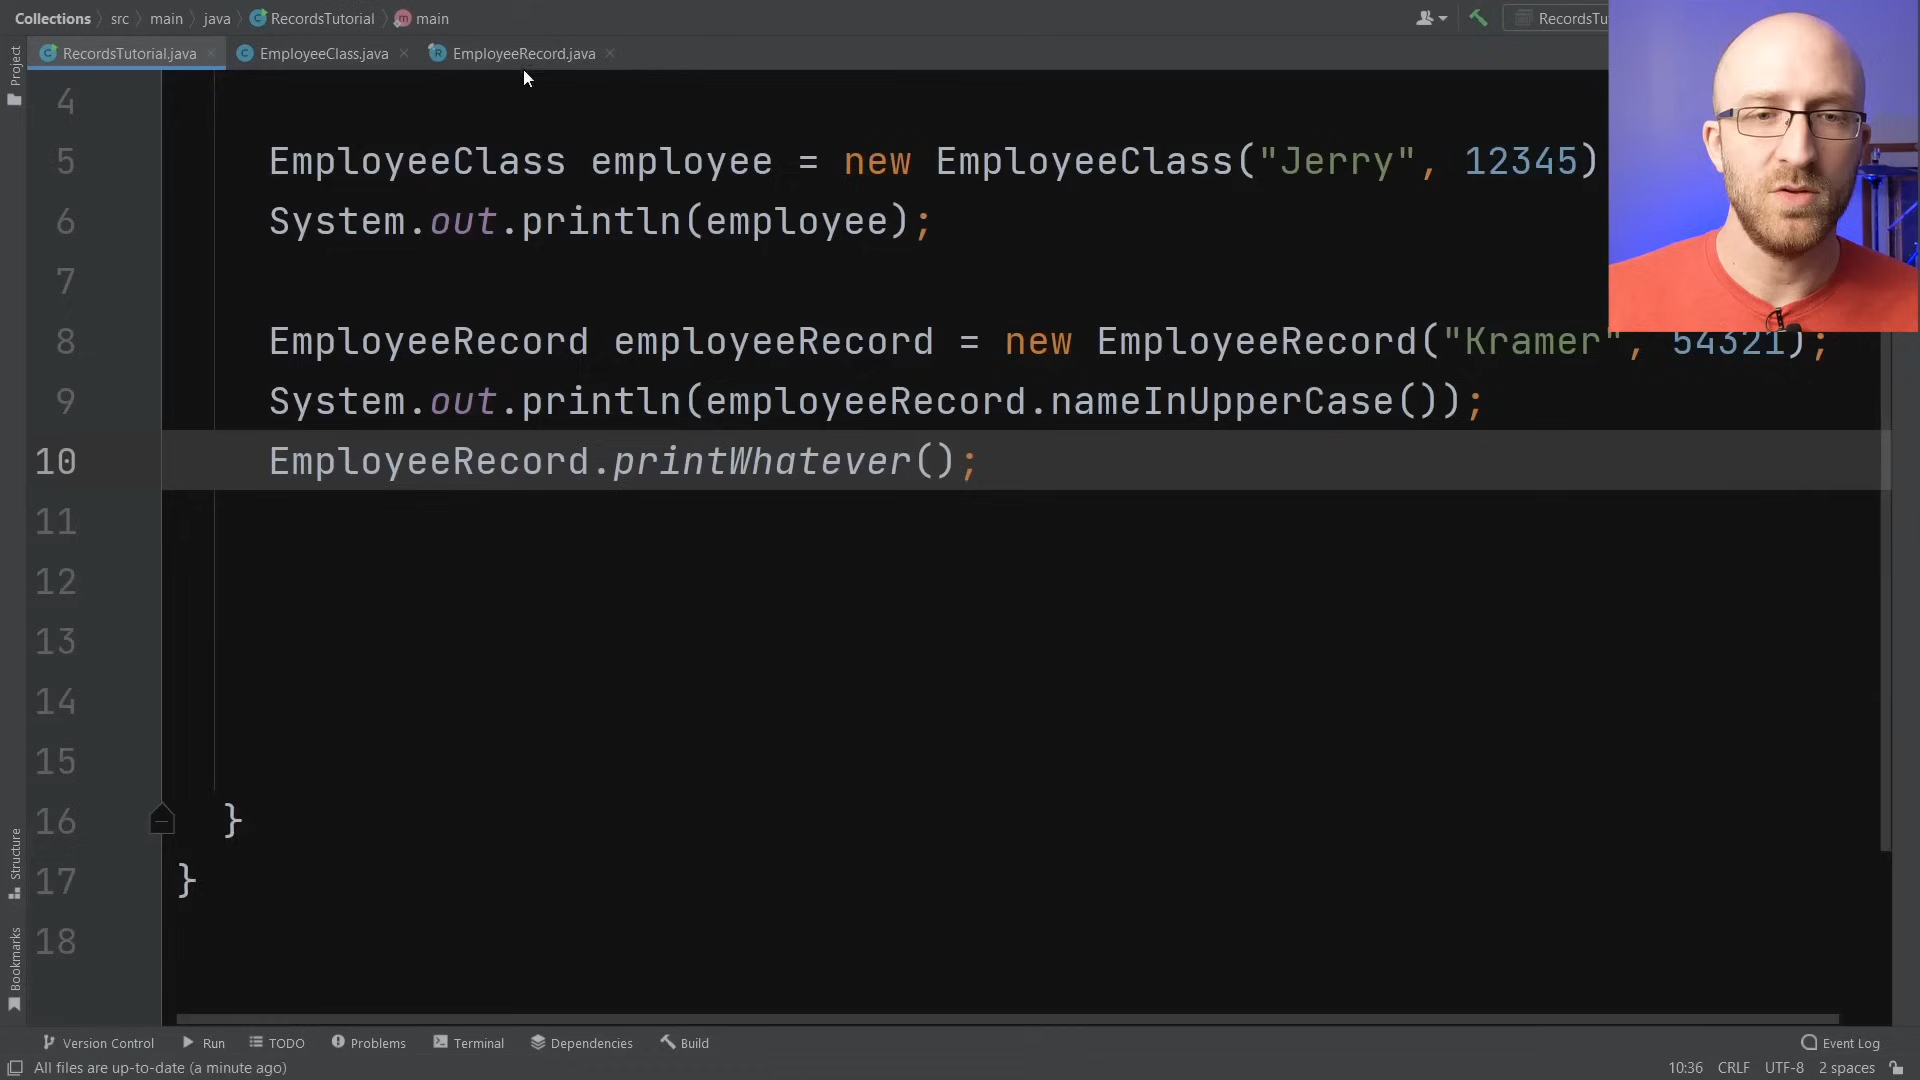 Collections src main java RecordsTutorial main
RecordsTu
Project
RecordsTutorial.java EmployeeClass.java EmployeeRecord.java
4
5 EmployeeClass employee = new EmployeeClass("Jerry", 12345)
6 System.out.println(employee);
7
8 EmployeeRecord employeeRecord = new EmployeeRecord("Kramer", 54321);
9 System.out.println(employeeRecord.nameInUpperCase());
10 EmployeeRecord.printWhatever();
11
12
13
14
15
16 }
17 }
18
Structure
Bookmarks
Version Control Run TODO Problems Terminal Dependencies Build Event Log
All files are up-to-date (a minute ago) 10:36 CRLF UTF-8 2 spaces